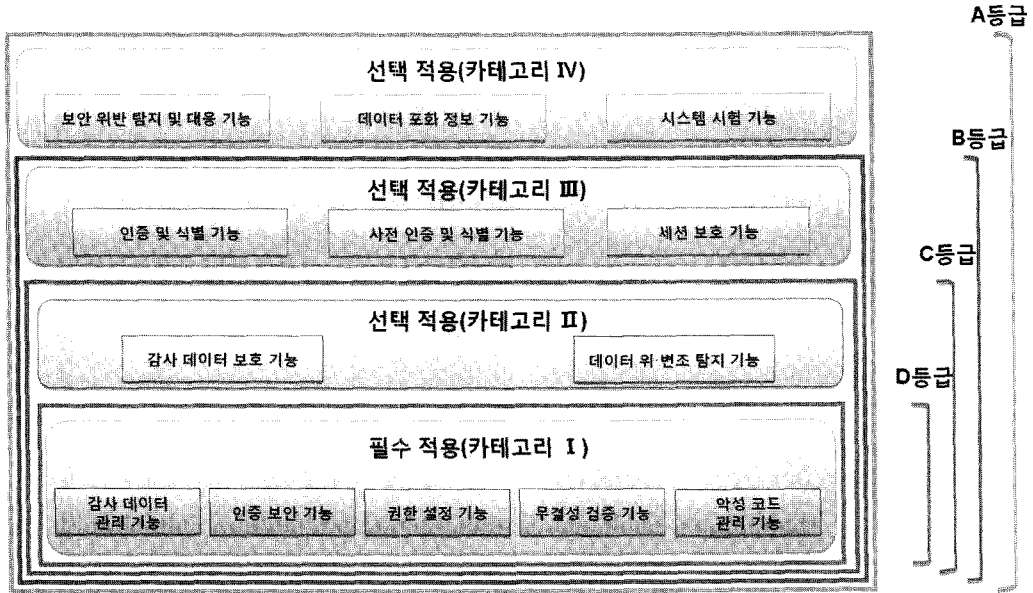 A등급
선택 적용(카테고리 Ⅳ)
보안 위반 탐지 및 대응 기능
데이터 포화 정보 기능
시스템 시험 기능
B등급
선택 적용(카테고리 Ⅲ)
인증 및 식별 기능
사전 인증 및 식별 기능
세션 보호 기능
C등급
선택 적용(카테고리 Ⅱ)
감사 데이터 보호 기능
데이터 위·변조 탐지 기능
D등급
필수 적용(카테고리 Ⅰ)
감사 데이터
관리 기능
인증 보안 기능
권한 설정 기능
무결성 검증 기능
악성 코드
관리 기능